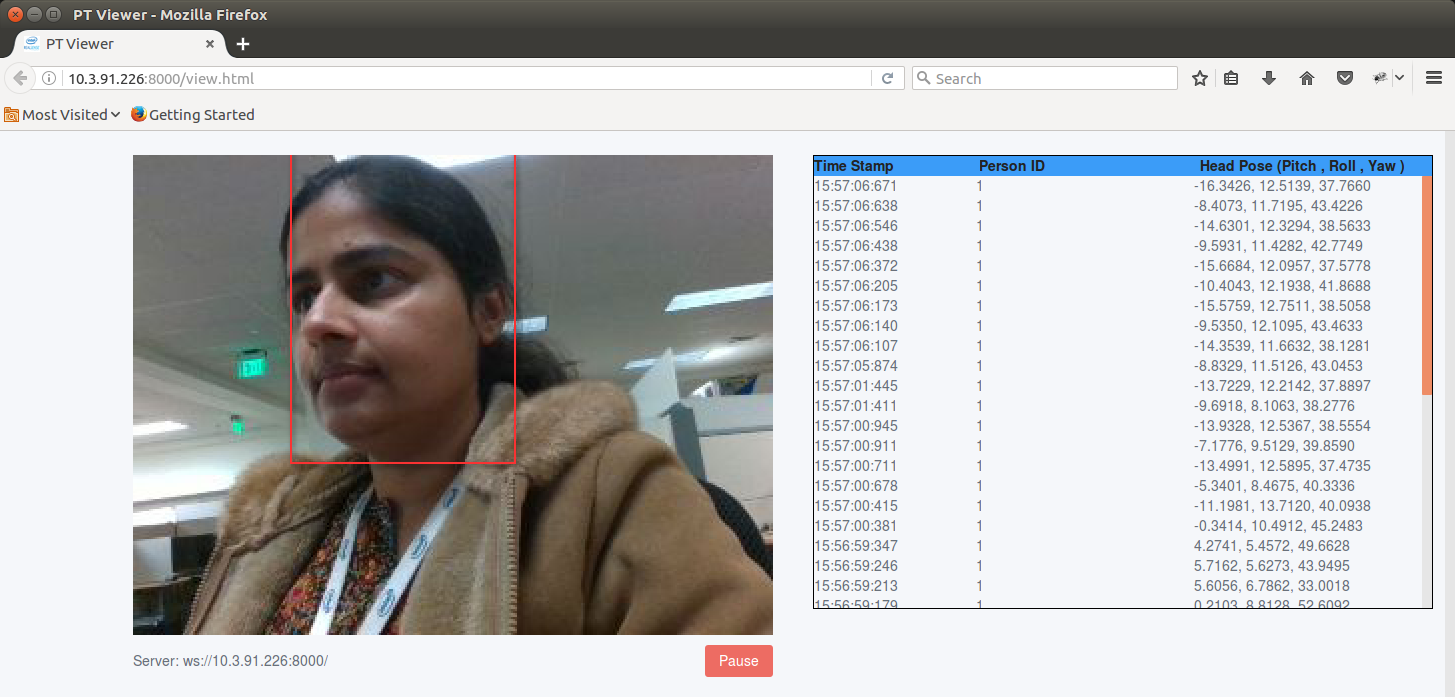 PT Viewer - Mozilla Firefox
PT Viewer
10.3.91.226:8000/view.html
Search
Most Visited
Getting Started
Time Stamp Person ID Head Pose (Pitch , Roll , Yaw )
15:57:06:671 1 -16.3426, 12.5139, 37.7660
15:57:06:638 1 -8.4073, 11.7195, 43.4226
15:57:06:546 1 -14.6301, 12.3294, 38.5633
15:57:06:438 1 -9.5931, 11.4282, 42.7749
15:57:06:372 1 -15.6684, 12.0957, 37.5778
15:57:06:205 1 -10.4043, 12.1938, 41.8688
15:57:06:173 1 -15.5759, 12.7511, 38.5058
15:57:06:140 1 -9.5350, 12.1095, 43.4633
15:57:06:107 1 -14.3539, 11.6632, 38.1281
15:57:05:874 1 -8.8329, 11.5126, 43.0453
15:57:01:445 1 -13.7229, 12.2142, 37.8897
15:57:01:411 1 -9.6918, 8.1063, 38.2776
15:57:00:945 1 -13.9328, 12.5367, 38.5554
15:57:00:911 1 -7.1776, 9.5129, 39.8590
15:57:00:711 1 -13.4991, 12.5895, 37.4735
15:57:00:678 1 -5.3401, 8.4675, 40.3336
15:57:00:415 1 -11.1981, 13.7120, 40.0938
15:57:00:381 1 -0.3414, 10.4912, 45.2483
15:56:59:347 1 4.2741, 5.4572, 49.6628
15:56:59:246 1 5.7162, 5.6273, 43.9495
15:56:59:213 1 5.6056, 6.7862, 33.0018
15:56:59:179 1 0.2103, 8.8128, 52.6092
EXIT
Server: ws://10.3.91.226:8000/
Pause